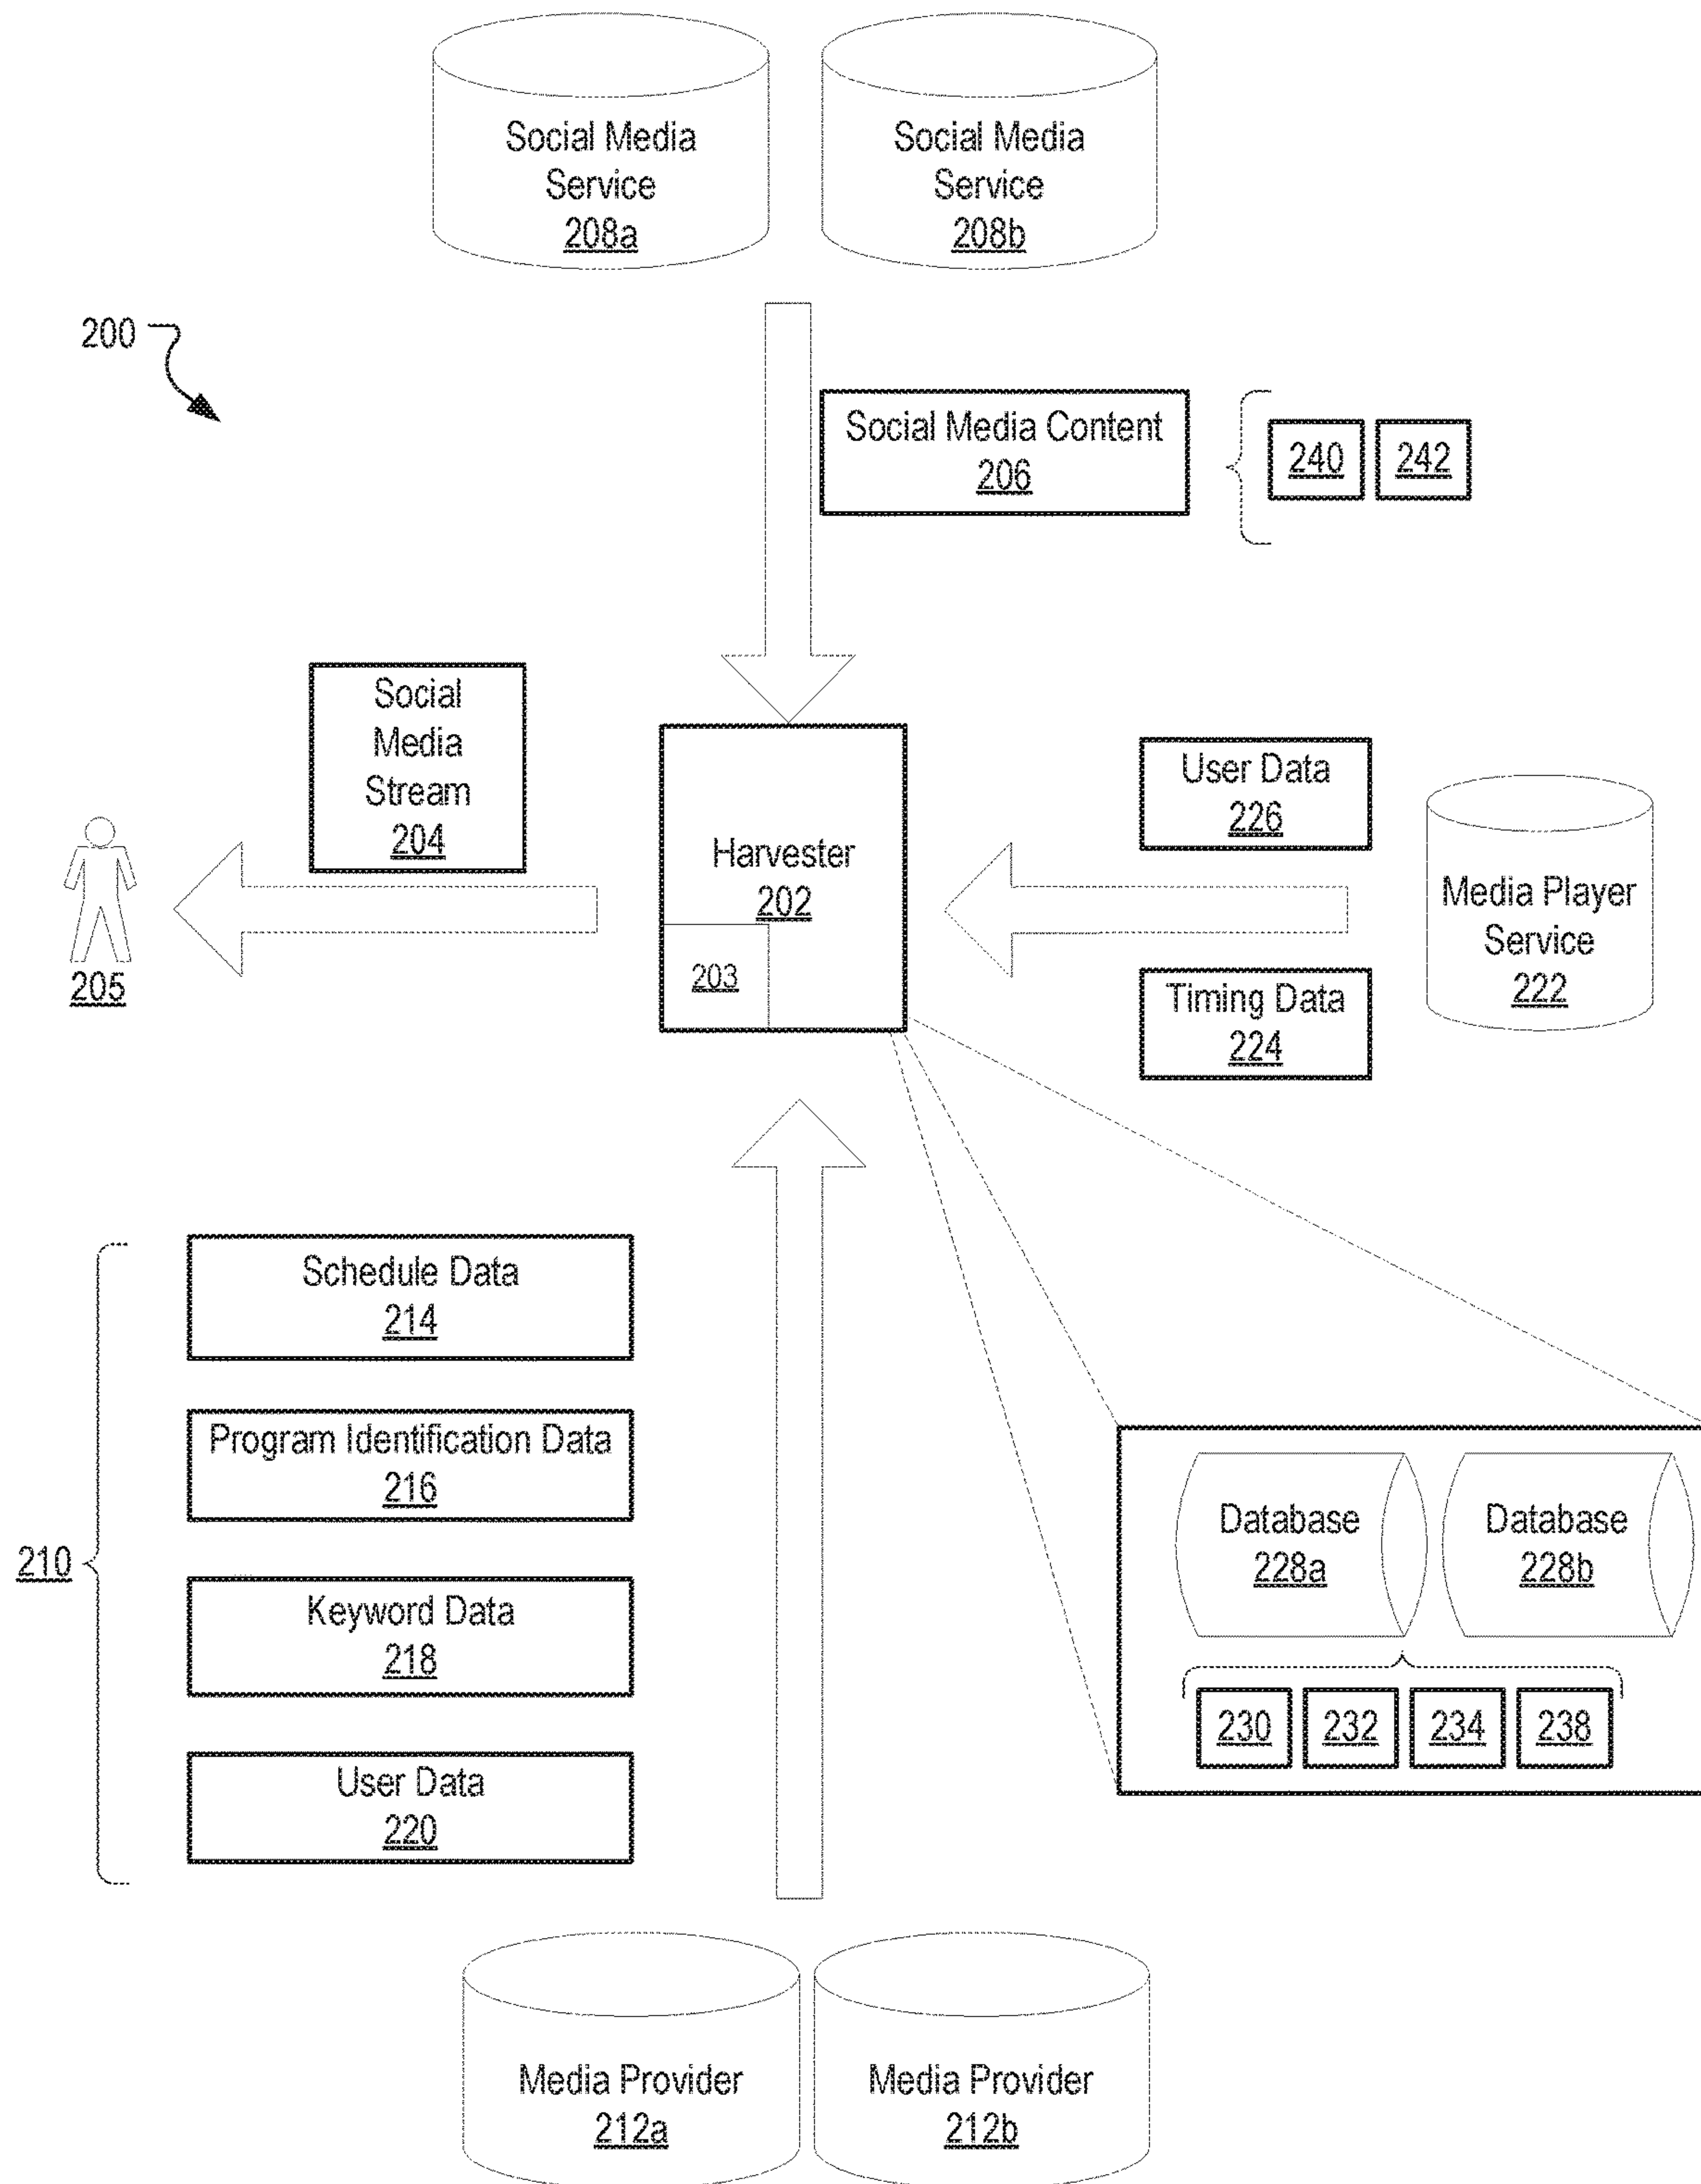 Social Media
Service
208a
Social Media
Service
208b
200
Social Media Content
206
240
242
Social
Media
Stream
204
User Data
226
Harvester
202
203
Media Player
Service
222
205
Timing Data
224
Schedule Data
214
Program Identification Data
216
210
Keyword Data
218
User Data
220
Database
228a
Database
228b
230
232
234
238
Media Provider
212a
Media Provider
212b